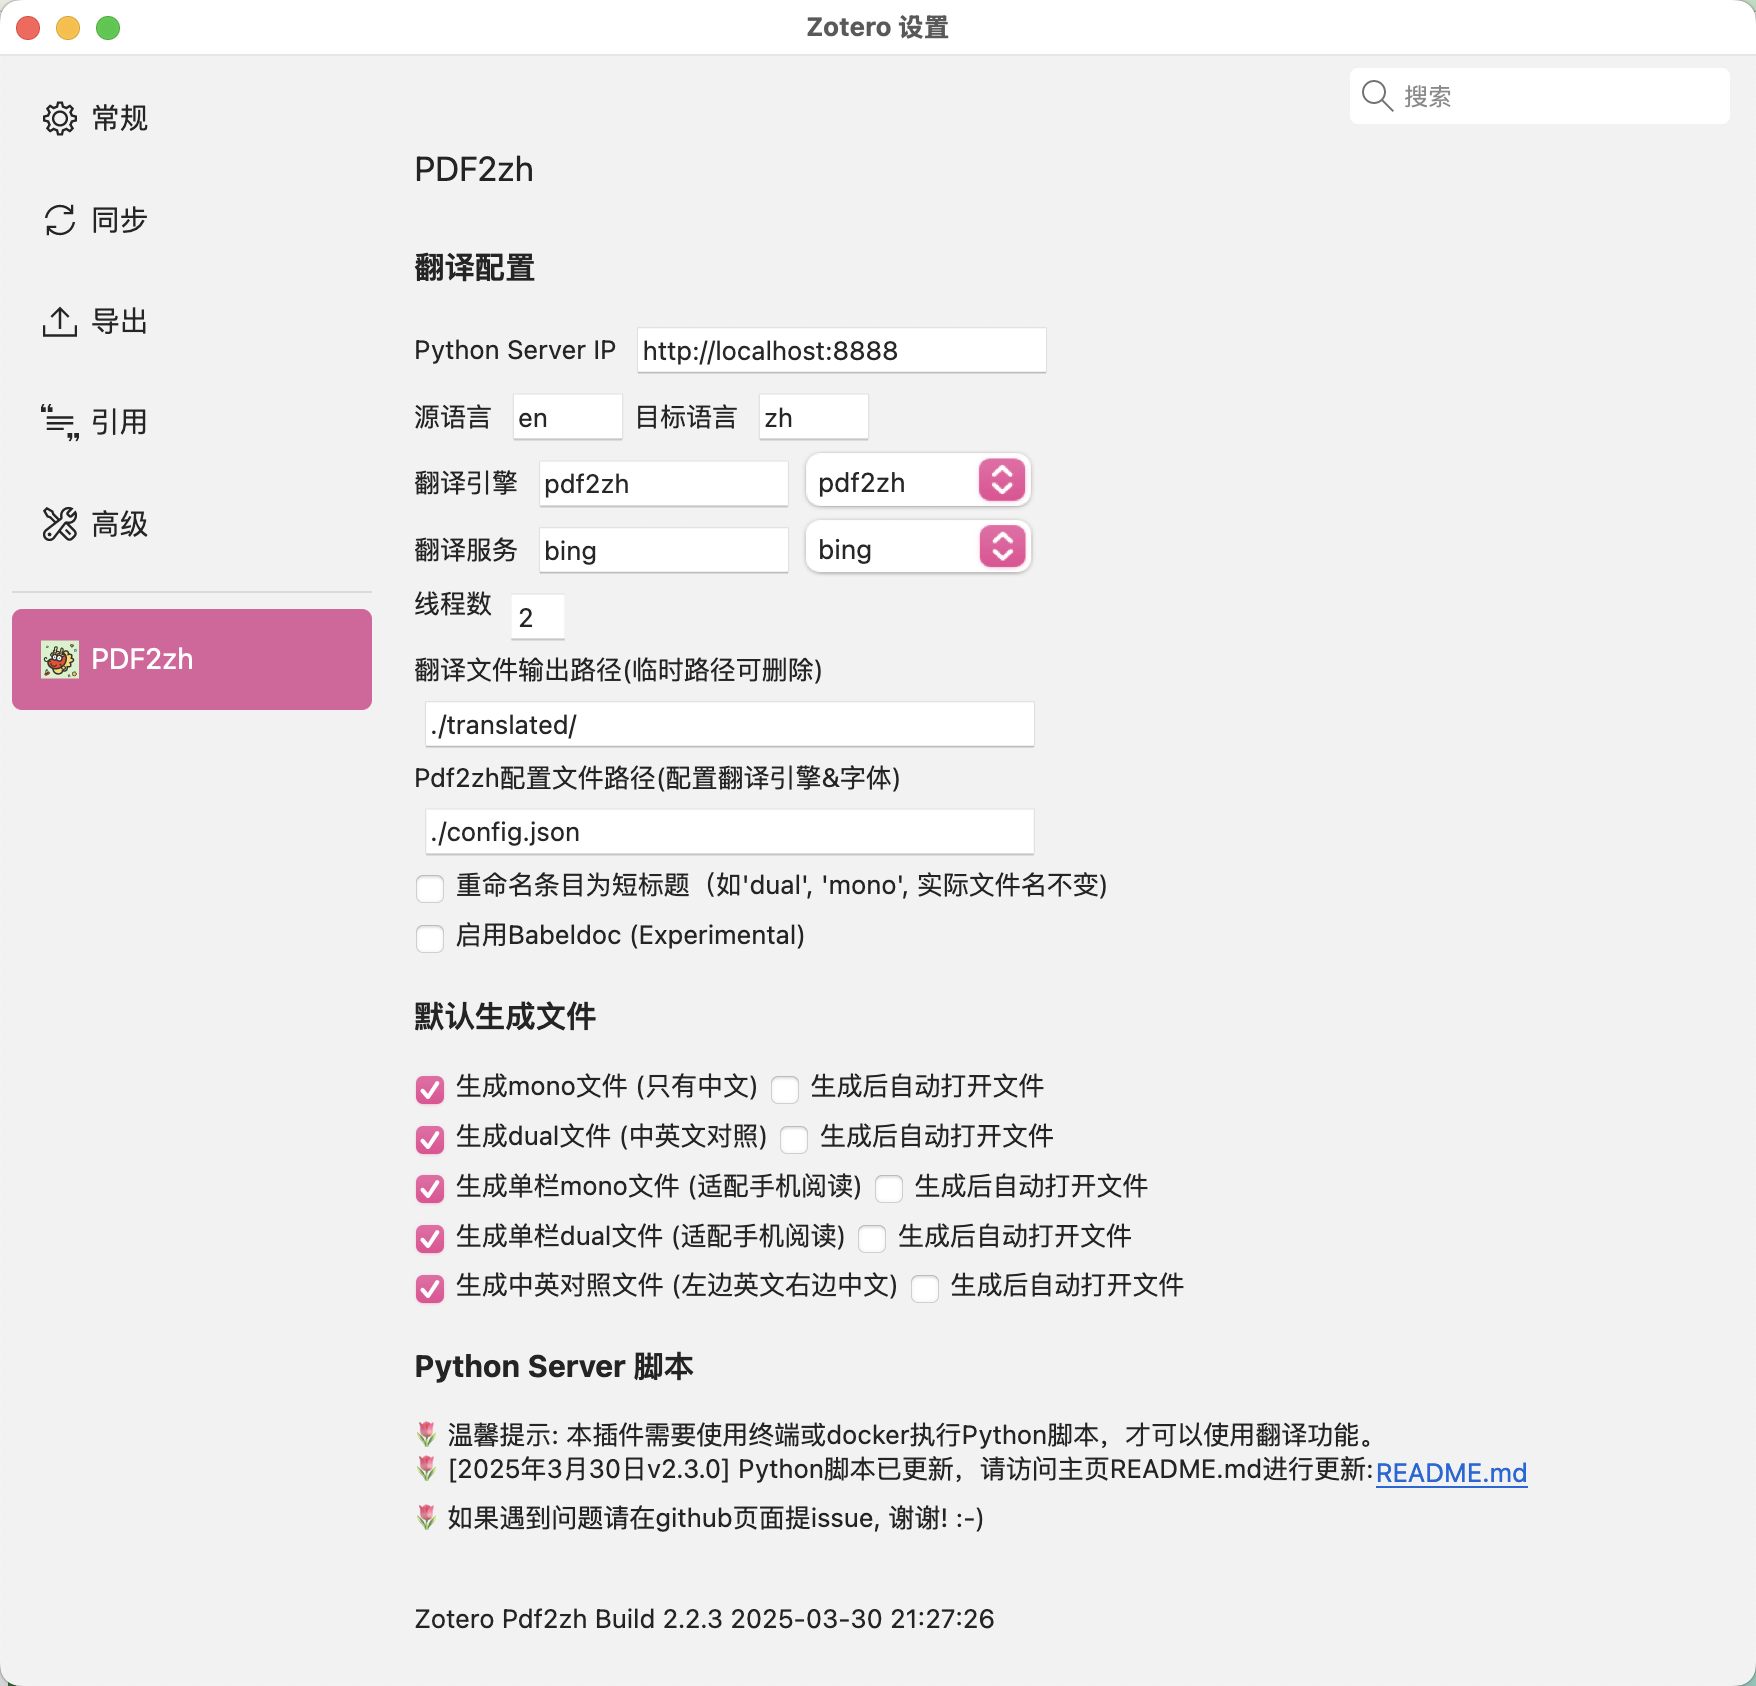 Zotero 设置
搜索
常规
同步
导出
引用
高级
PDF2zh
PDF2zh
翻译配置
Python Server IP http://localhost:8888
源语言 en 目标语言 zh
翻译引擎 pdf2zh pdf2zh
翻译服务 bing bing
线程数 2
翻译文件输出路径(临时路径可删除)
./translated/
Pdf2zh配置文件路径(配置翻译引擎&字体)
./config.json
重命名条目为短标题（如'dual', 'mono', 实际文件名不变)
启用Babeldoc (Experimental)
默认生成文件
生成mono文件 (只有中文) 生成后自动打开文件
生成dual文件 (中英文对照) 生成后自动打开文件
生成单栏mono文件 (适配手机阅读) 生成后自动打开文件
生成单栏dual文件 (适配手机阅读) 生成后自动打开文件
生成中英对照文件 (左边英文右边中文) 生成后自动打开文件
Python Server 脚本
🌷 温馨提示: 本插件需要使用终端或docker执行Python脚本，才可以使用翻译功能。
🌷 [2025年3月30日v2.3.0] Python脚本已更新，请访问主页README.md进行更新:README.md
🌷 如果遇到问题请在github页面提issue, 谢谢! :-)
Zotero Pdf2zh Build 2.2.3 2025-03-30 21:27:26